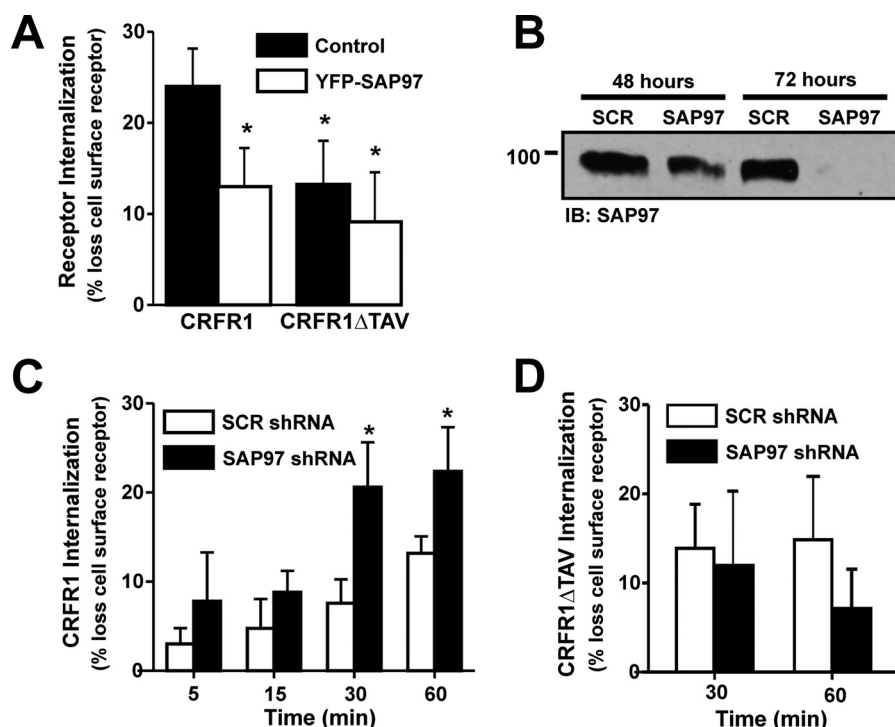 A
Receptor Internalization
(% loss cell surface receptor)
30
20
10
0
Control
YFP-SAP97
*
*
*
CRFR1
CRFR1ΔTAV
B
48 hours
72 hours
SCR
SAP97
SCR
SAP97
100
IB: SAP97
C
CRFR1 Internalization
(% loss cell surface receptor)
30
20
10
0
SCR shRNA
SAP97 shRNA
*
*
5
15
30
60
Time (min)
D
CRFR1ΔTAV Internalization
(% loss cell surface receptor)
30
20
10
0
SCR shRNA
SAP97 shRNA
30
60
Time (min)